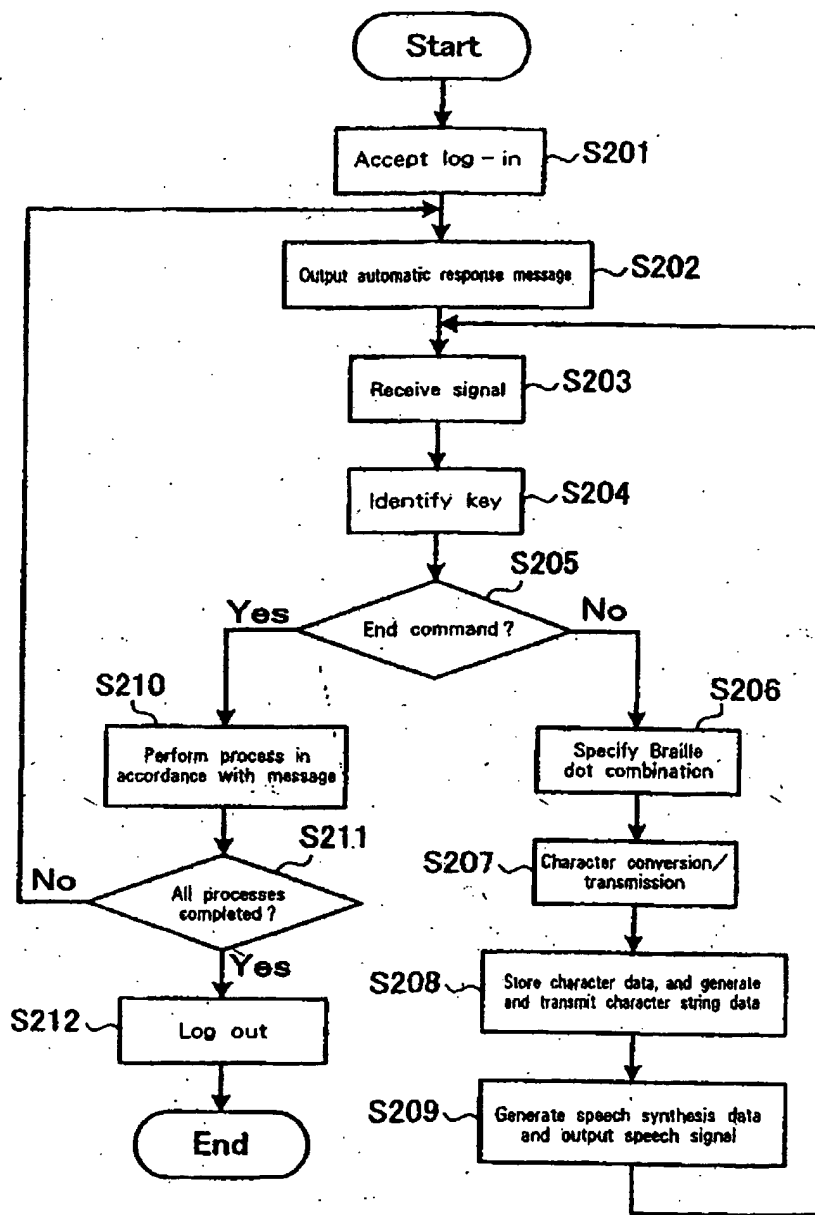 Start
Accept log-in
S201
Output automatic response message
S202
Receive signal
S203
Identify key
S204
S205
End command?
Yes
No
S210
Perform process in
accordance with message
S211
All processes
completed?
No
Yes
S212
Log out
End
S206
Specify Braille
dot combination
S207
Character conversion/
transmission
S208
Store character data, and generate
and transmit character string data
S209
Generate speech synthesis data
and output speech signal